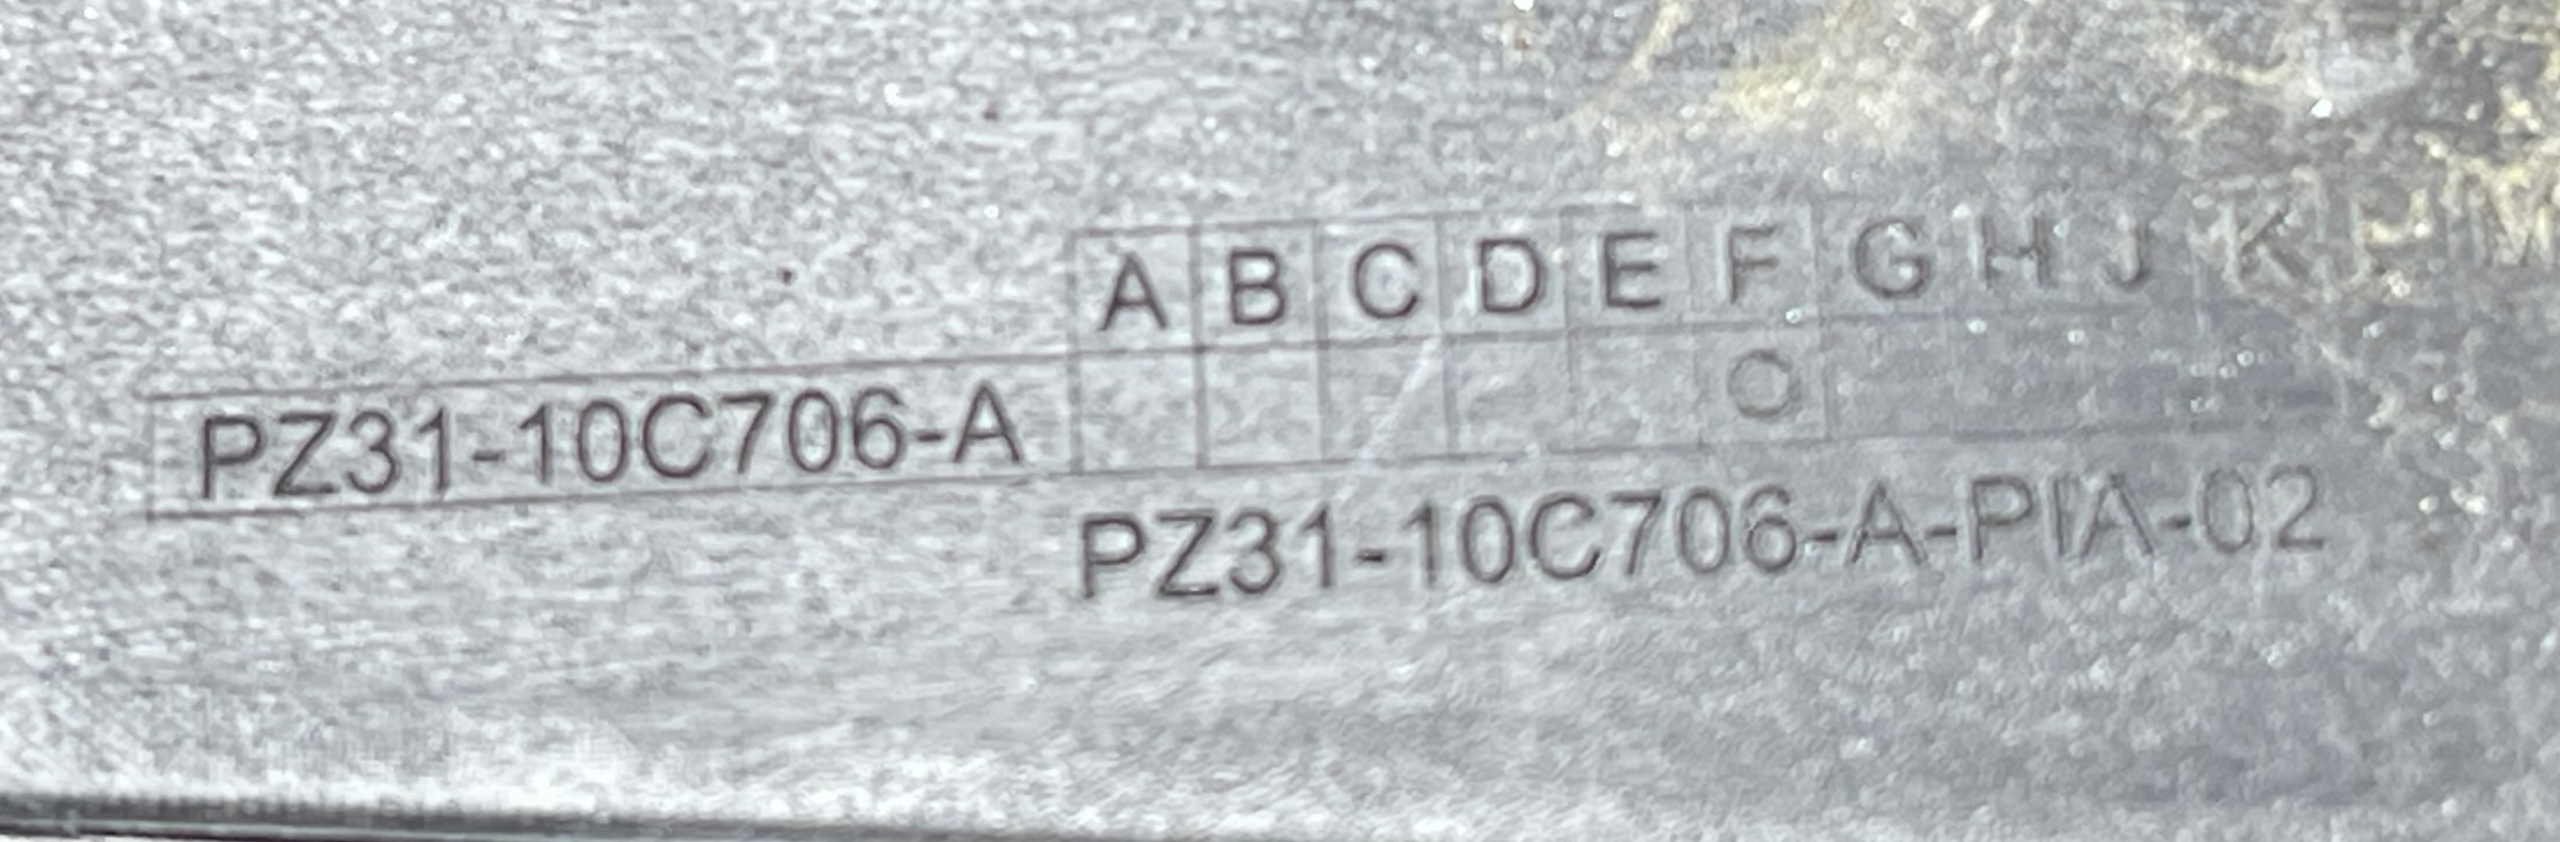 A B C D E F G H J K L M
PZ31-10C706-A O
PZ31-10C706-A-PIA-02